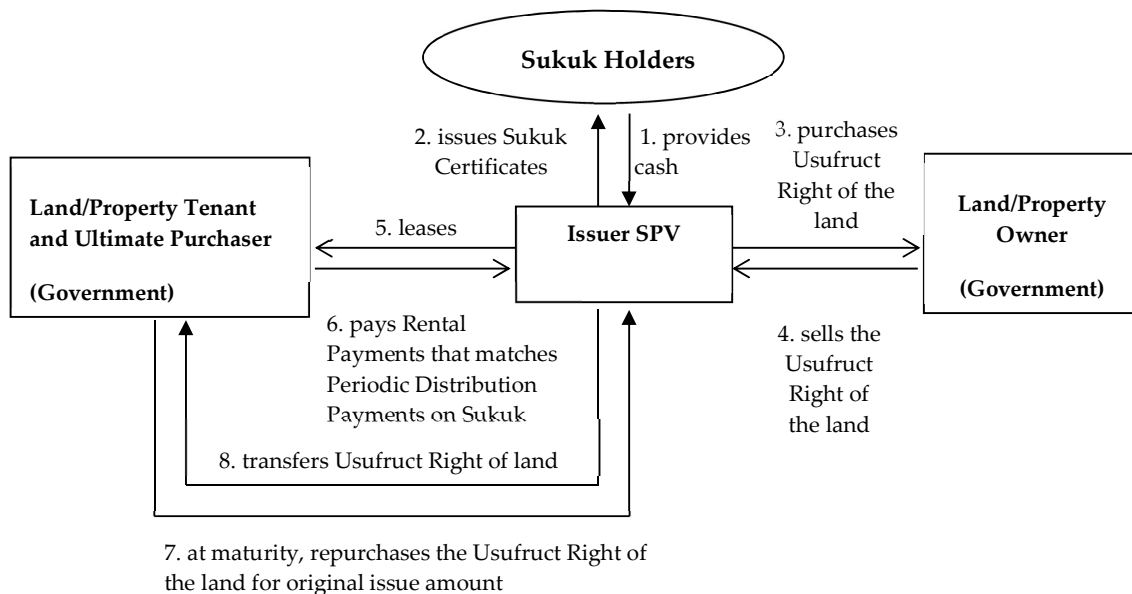 Sukuk Holders
2. issues Sukuk
Certificates
1. provides
cash
3. purchases
Usufruct
Right of the
land
Land/Property Tenant
and Ultimate Purchaser
(Government)
5. leases
Issuer SPV
Land/Property
Owner
(Government)
6. pays Rental
Payments that matches
Periodic Distribution
Payments on Sukuk
4. sells the
Usufruct
Right of
the land
8. transfers Usufruct Right of land
7. at maturity, repurchases the Usufruct Right of
the land for original issue amount